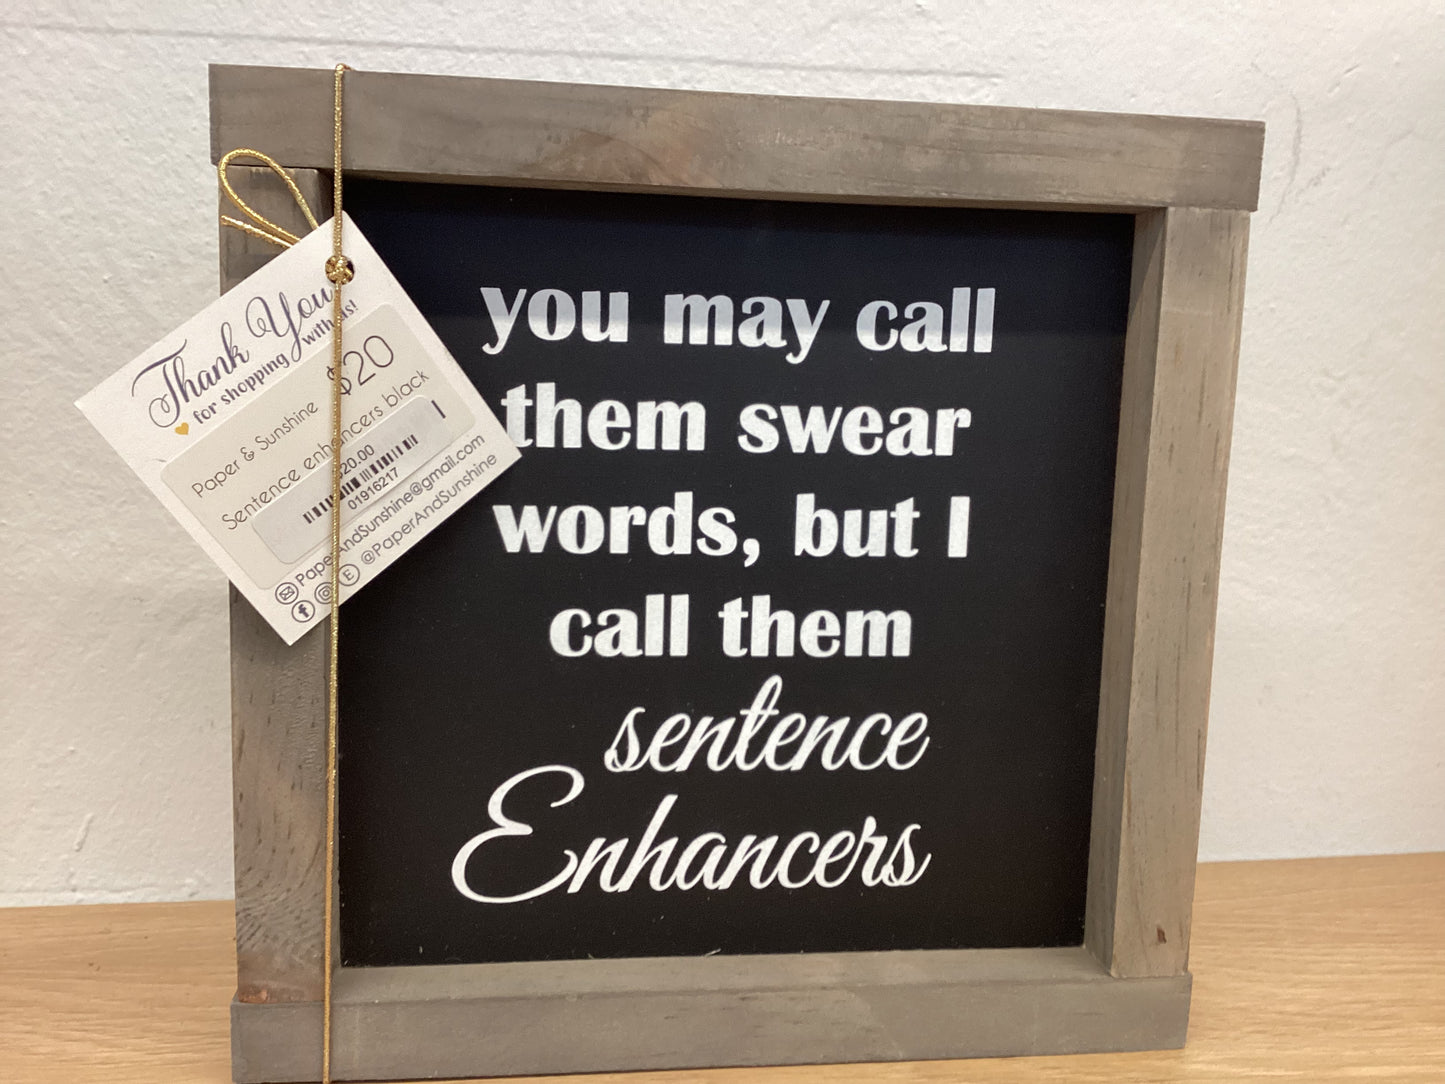 you may call
them swear
words, but I
call them
sentence
Enhancers
Thank You
for shopping with us!
$20
Paper & Sunshine
Sentence enhancers black
$20.00
01916217
PaperAndSunshine@gmail.com
@PaperAndSunshine